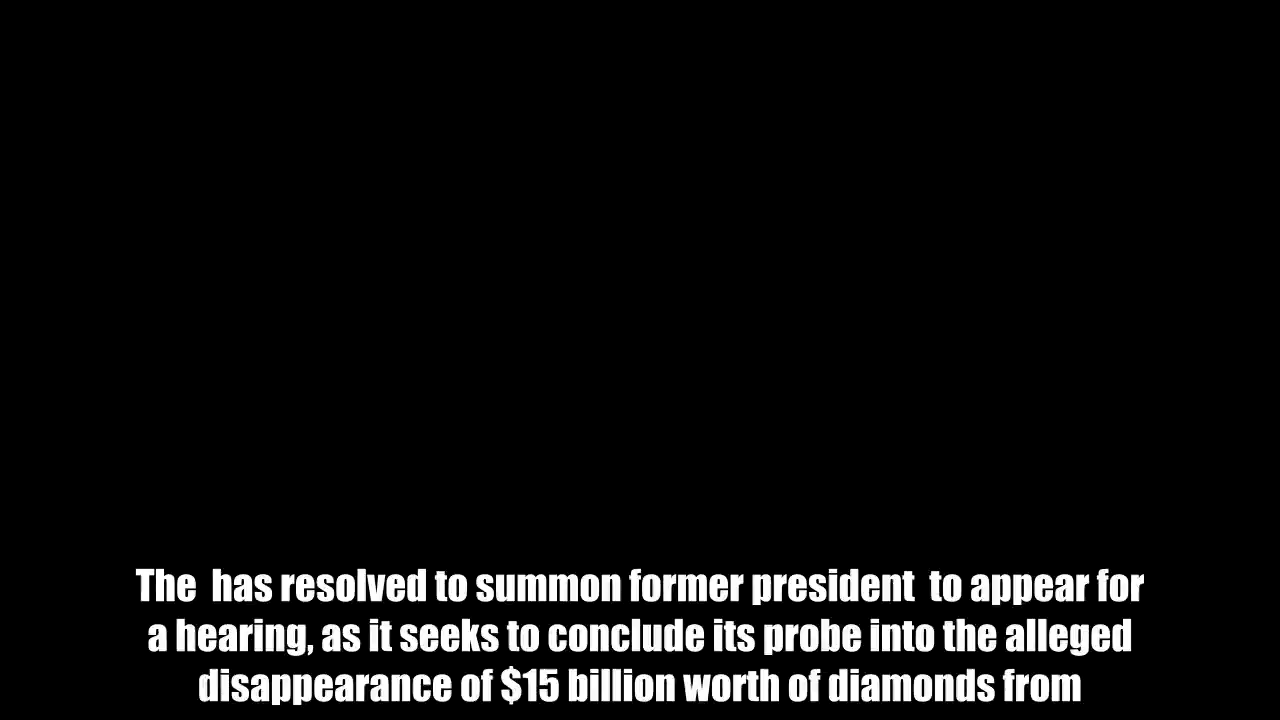 The  has resolved to summon former president  to appear for
a hearing, as it seeks to conclude its probe into the alleged
disappearance of $15 billion worth of diamonds from